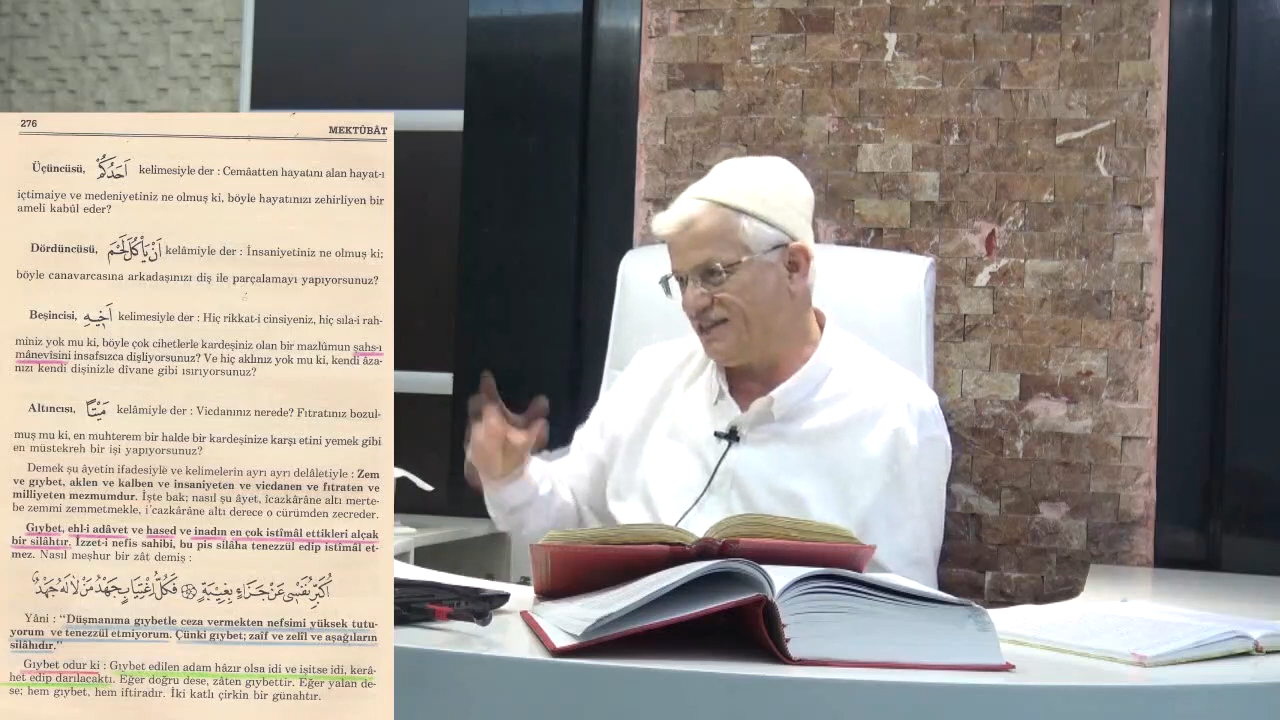 276
MEKTÛBÂT
Üçüncüsü, اَحَدُكُمْ kelimesiyle der : Cemâatten hayatını alan hayat-ı
içtimaiye ve medeniyetiniz ne olmuş ki, böyle hayatınızı zehirliyen bir
ameli kabûl eder?
Dördüncüsü, اَنْ يَاْكُلَ لَحْمَ kelâmiyle der : İnsaniyetiniz ne olmuş ki;
böyle canavarcasına arkadaşınızı diş ile parçalamayı yapıyorsunuz?
Beşincisi, اَخِيهِ kelimesiyle der : Hiç rikkat-i cinsiyeniz, hiç sıla-i rah-
miniz yok mu ki, böyle çok cihetlerle kardeşiniz olan bir mazlûmun şahs-ı
mânevîsini insafsızca dişliyorsunuz? Ve hiç aklınız yok mu ki, kendi âza-
nızı kendi dişinizle divane gibi ısırıyorsunuz?
Altıncısı, مَيْتًا kelâmiyle der : Vicdanınız nerede? Fıtratınız bozul-
muş mu ki, en muhterem bir halde bir kardeşinize karşı etini yemek gibi
en müstekreh bir işi yapıyorsunuz?
Demek şu âyetin ifadesiyle ve kelimelerin ayrı ayrı delâletiyle : Zem
ve gıybet, aklen ve kalben ve insaniyeten ve vicdanen ve fıtraten ve
milliyeten mezmumdur. İşte bak; nasıl şu âyet, îcazkârâne altı merte-
be zemmi zemmetmekle, i'cazkârâne altı derece o cürümden zecreder.
Gıybet, ehl-i adâvet ve hased ve inadın en çok istîmâl ettikleri alçak
bir silâhtır. İzzet-i nefis sahibi, bu pis silâha tenezzül edip istîmâl et-
mez. Nasıl meşhur bir zât demiş :
اُكَبِّرُ نَفْسِى عَنْ جَزَاءٍ بِغِيْبَةٍ ۞ فَكُلُّ اغْتِيَابٍ جَهْدُ مَنْ لَا لَهُ جَهْدٌ
Yâni : "Düşmanıma gıybetle ceza vermekten nefsimi yüksek tutu-
yorum ve tenezzül etmiyorum. Çünki gıybet; zaîf ve zelîl ve aşağıların
silâhıdır."
Gıybet odur ki : Gıybet edilen adam hâzır olsa idi ve işitse idi, kerâ-
het edip darılacaktı. Eğer doğru dese, zâten gıybettir. Eğer yalan de-
se; hem gıybet, hem iftiradır. İki katlı çirkin bir günahtır.